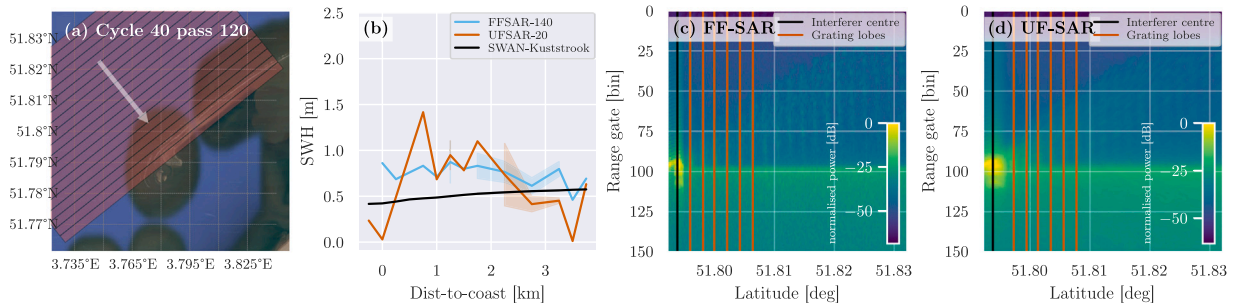 (a) Cycle 40 pass 120
51.83°N
51.82°N
51.81°N
51.8°N
51.79°N
51.78°N
51.77°N
3.735°E 3.765°E 3.795°E 3.825°E
(b)
FFSAR-140
UFSAR-20
SWAN-Kuststrook
SWH [m]
2.5
2.0
1.5
1.0
0.5
0.0
0 1 2 3
Dist-to-coast [km]
(c) FF-SAR
Interferer centre
Grating lobes
Range gate [bin]
0
25
50
75
100
125
150
normalised power [dB]
0
−25
−50
51.80 51.81 51.82 51.83
Latitude [deg]
(d) UF-SAR
Interferer centre
Grating lobes
Range gate [bin]
0
25
50
75
100
125
150
normalised power [dB]
0
−25
−50
51.80 51.81 51.82 51.83
Latitude [deg]